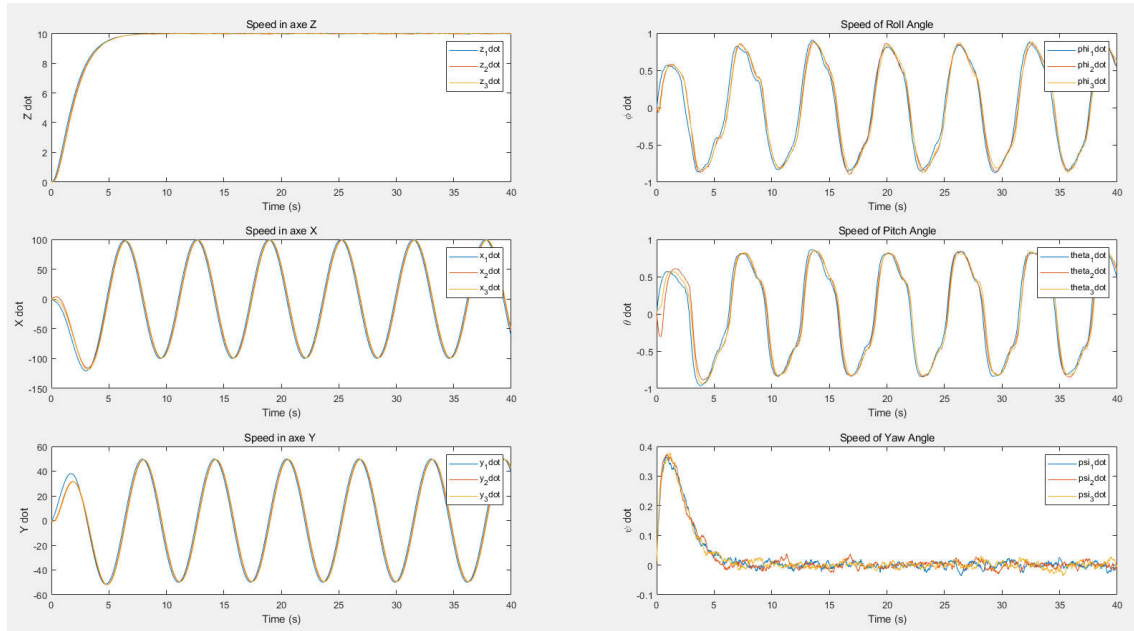 Speed in axe Z
10
8
6
4
2
0
Z dot
z1dot
z2dot
z3dot
0 5 10 15 20 25 30 35 40
Time (s)
Speed of Roll Angle
1
0.5
0
-0.5
-1
ϕ dot
phi1dot
phi2dot
phi3dot
0 5 10 15 20 25 30 35 40
Time (s)
Speed in axe X
100
50
0
-50
-100
-150
X dot
x1dot
x2dot
x3dot
0 5 10 15 20 25 30 35 40
Time (s)
Speed of Pitch Angle
1
0.5
0
-0.5
-1
θ dot
theta1dot
theta2dot
theta3dot
0 5 10 15 20 25 30 35 40
Time (s)
Speed in axe Y
60
40
20
0
-20
-40
-60
Y dot
y1dot
y2dot
y3dot
0 5 10 15 20 25 30 35 40
Time (s)
Speed of Yaw Angle
0.4
0.3
0.2
0.1
0
-0.1
ψ dot
psi1dot
psi2dot
psi3dot
0 5 10 15 20 25 30 35 40
Time (s)